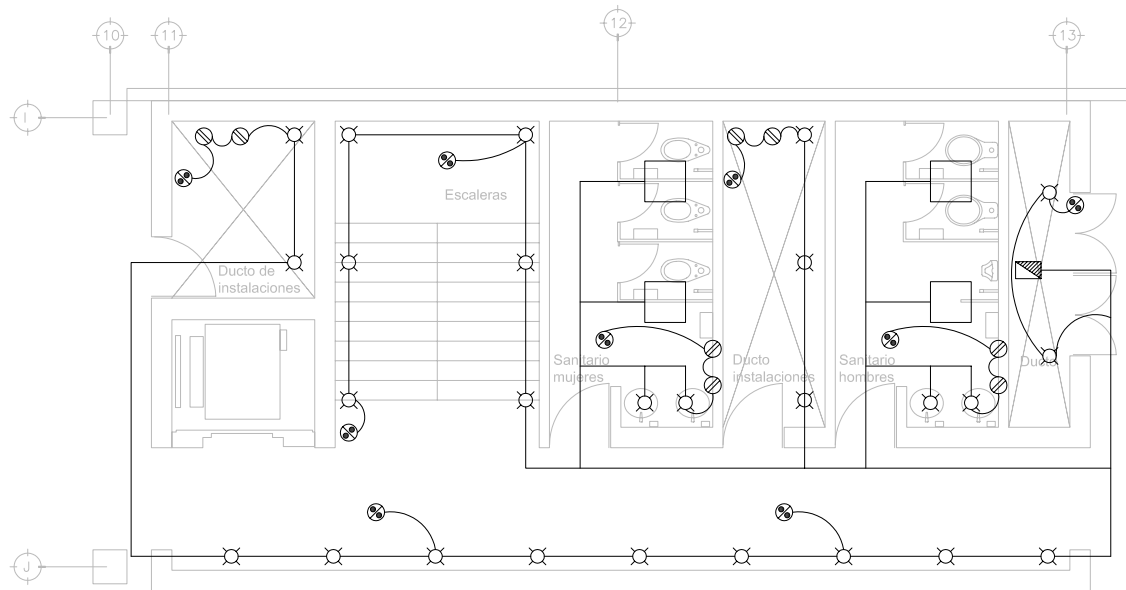 10
11
12
13
I
Escaleras
Ducto de
instalaciones
Sanitario
mujeres
Ducto
instalaciones
Sanitario
hombres
Ducto
J